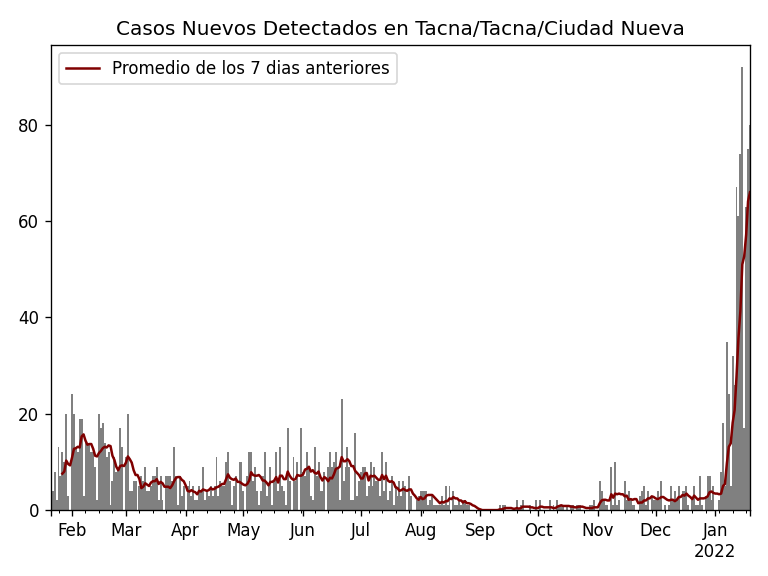 Casos Nuevos Detectados en Tacna/Tacna/Ciudad Nueva
Promedio de los 7 dias anteriores
80
60
40
20
0
Feb Mar Apr May Jun Jul Aug Sep Oct Nov Dec Jan
2022